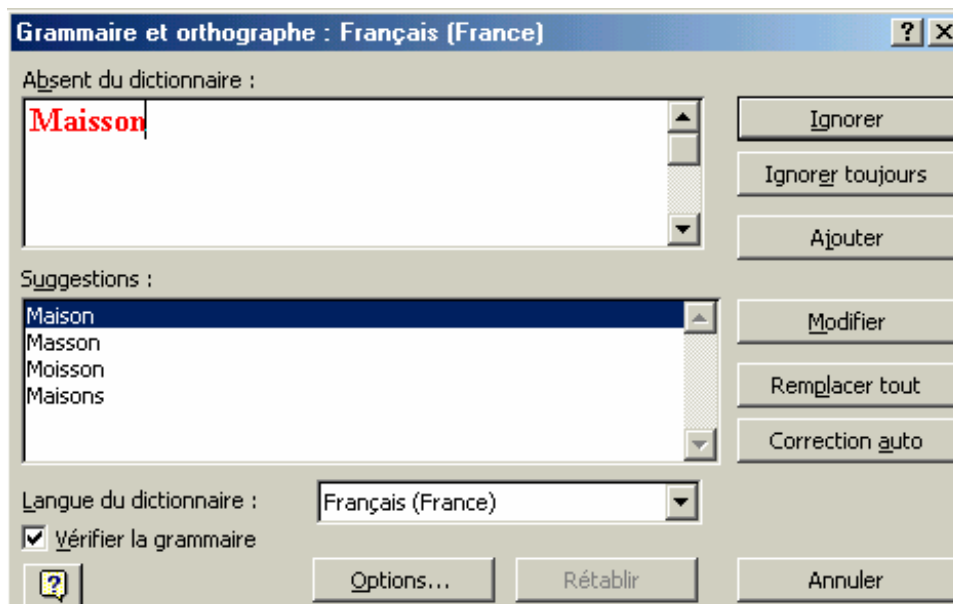 Grammaire et orthographe : Français (France)
Absent du dictionnaire :
Maisson
Ignorer
Ignorer toujours
Ajouter
Suggestions :
Maison
Masson
Moisson
Maisons
Modifier
Remplacer tout
Correction auto
Langue du dictionnaire :
Français (France)
Vérifier la grammaire
Options...
Rétablir
Annuler